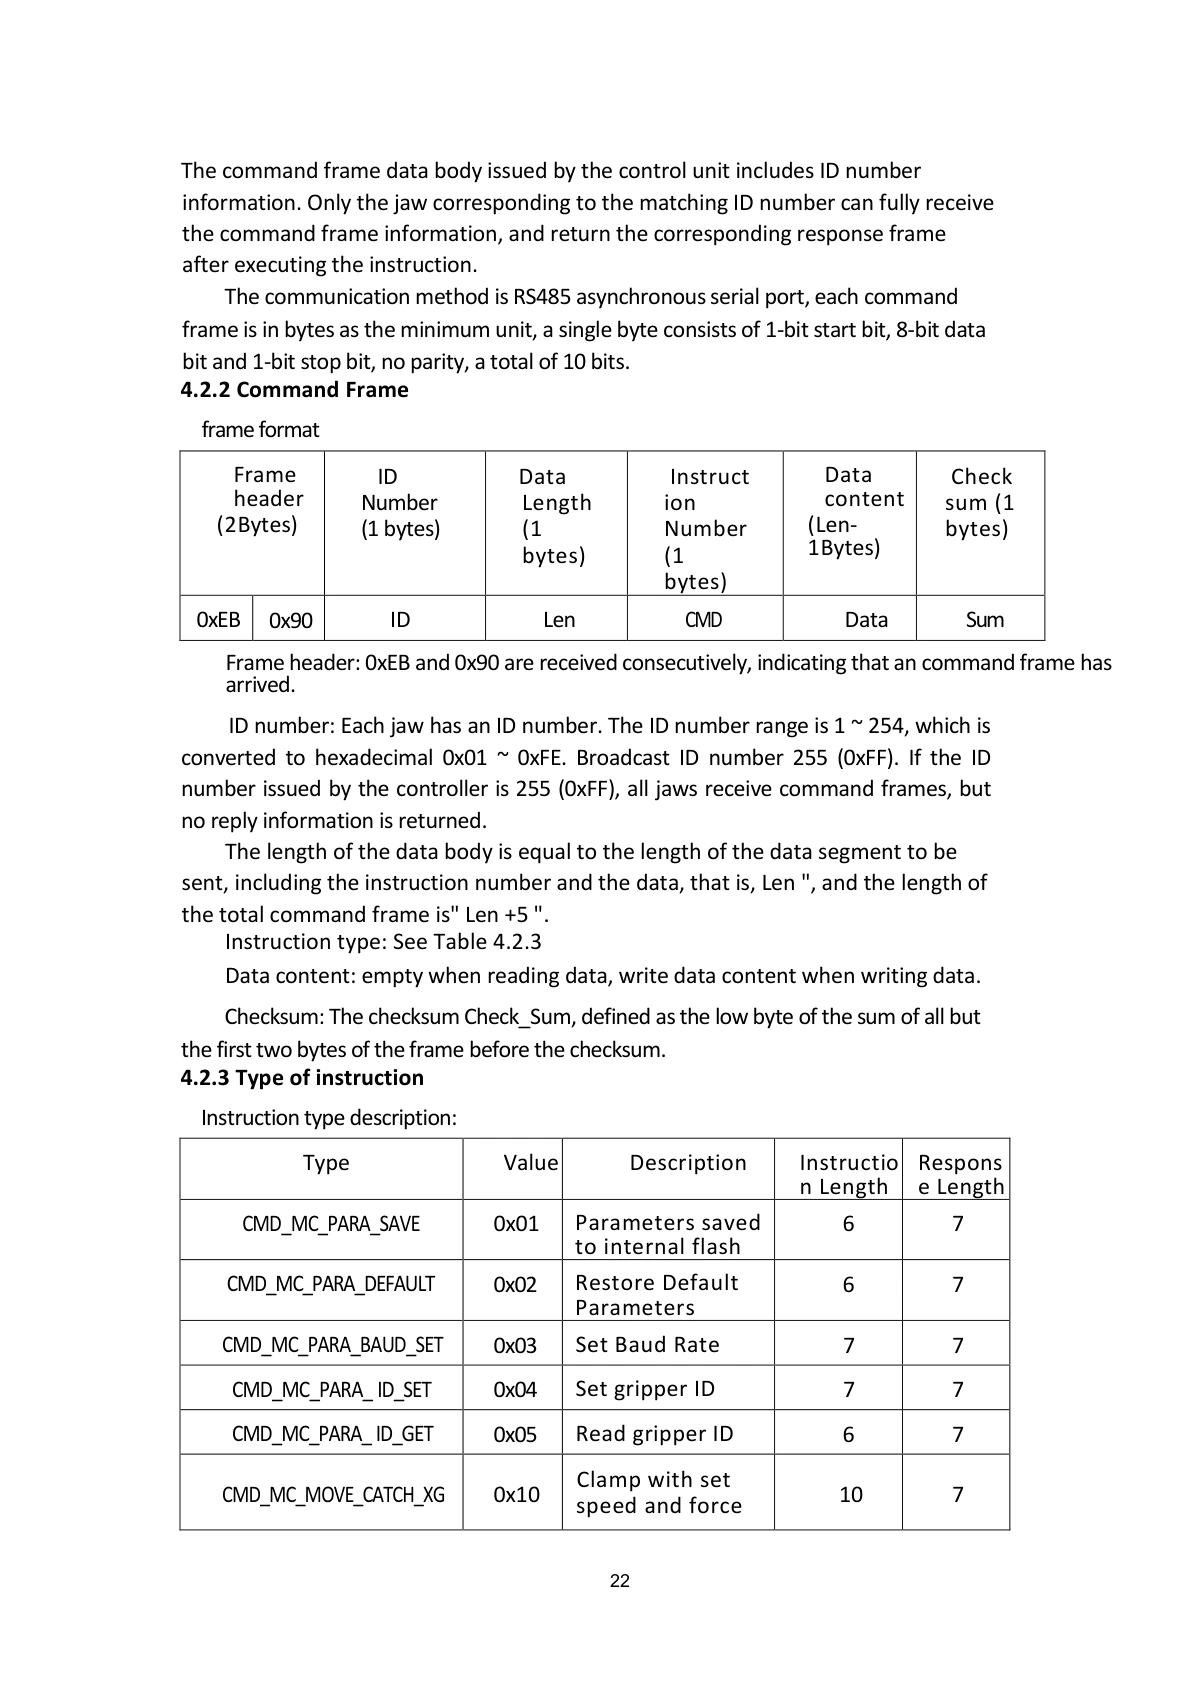 The command frame data body issued by the control unit includes ID number
information. Only the jaw corresponding to the matching ID number can fully receive
the command frame information, and return the corresponding response frame
after executing the instruction.
The communication method is RS485 asynchronous serial port, each command
frame is in bytes as the minimum unit, a single byte consists of 1-bit start bit, 8-bit data
bit and 1-bit stop bit, no parity, a total of 10 bits.
4.2.2 Command Frame
frame format
Frame
header
(2Bytes)
ID
Number
(1 bytes)
Data
Length
(1
bytes)
Instruct
ion
Number
(1
bytes)
Data
content
(Len-
1Bytes)
Check
sum (1
bytes)
0xEB 0x90 ID Len CMD Data Sum
Frame header: 0xEB and 0x90 are received consecutively, indicating that an command frame has
arrived.
ID number: Each jaw has an ID number. The ID number range is 1 ~ 254, which is
converted to hexadecimal 0x01 ~ 0xFE. Broadcast ID number 255 (0xFF). If the ID
number issued by the controller is 255 (0xFF), all jaws receive command frames, but
no reply information is returned.
The length of the data body is equal to the length of the data segment to be
sent, including the instruction number and the data, that is, Len ", and the length of
the total command frame is" Len +5 ".
Instruction type: See Table 4.2.3
Data content: empty when reading data, write data content when writing data.
Checksum: The checksum Check_Sum, defined as the low byte of the sum of all but
the first two bytes of the frame before the checksum.
4.2.3 Type of instruction
Instruction type description:
Type Value Description Instructio Respons
n Length e Length
CMD_MC_PARA_SAVE 0x01 Parameters saved 6 7
to internal flash
CMD_MC_PARA_DEFAULT 0x02 Restore Default 6 7
Parameters
CMD_MC_PARA_BAUD_SET 0x03 Set Baud Rate 7 7
CMD_MC_PARA_ ID_SET 0x04 Set gripper ID 7 7
CMD_MC_PARA_ ID_GET 0x05 Read gripper ID 6 7
CMD_MC_MOVE_CATCH_XG 0x10 Clamp with set 10 7
speed and force
22